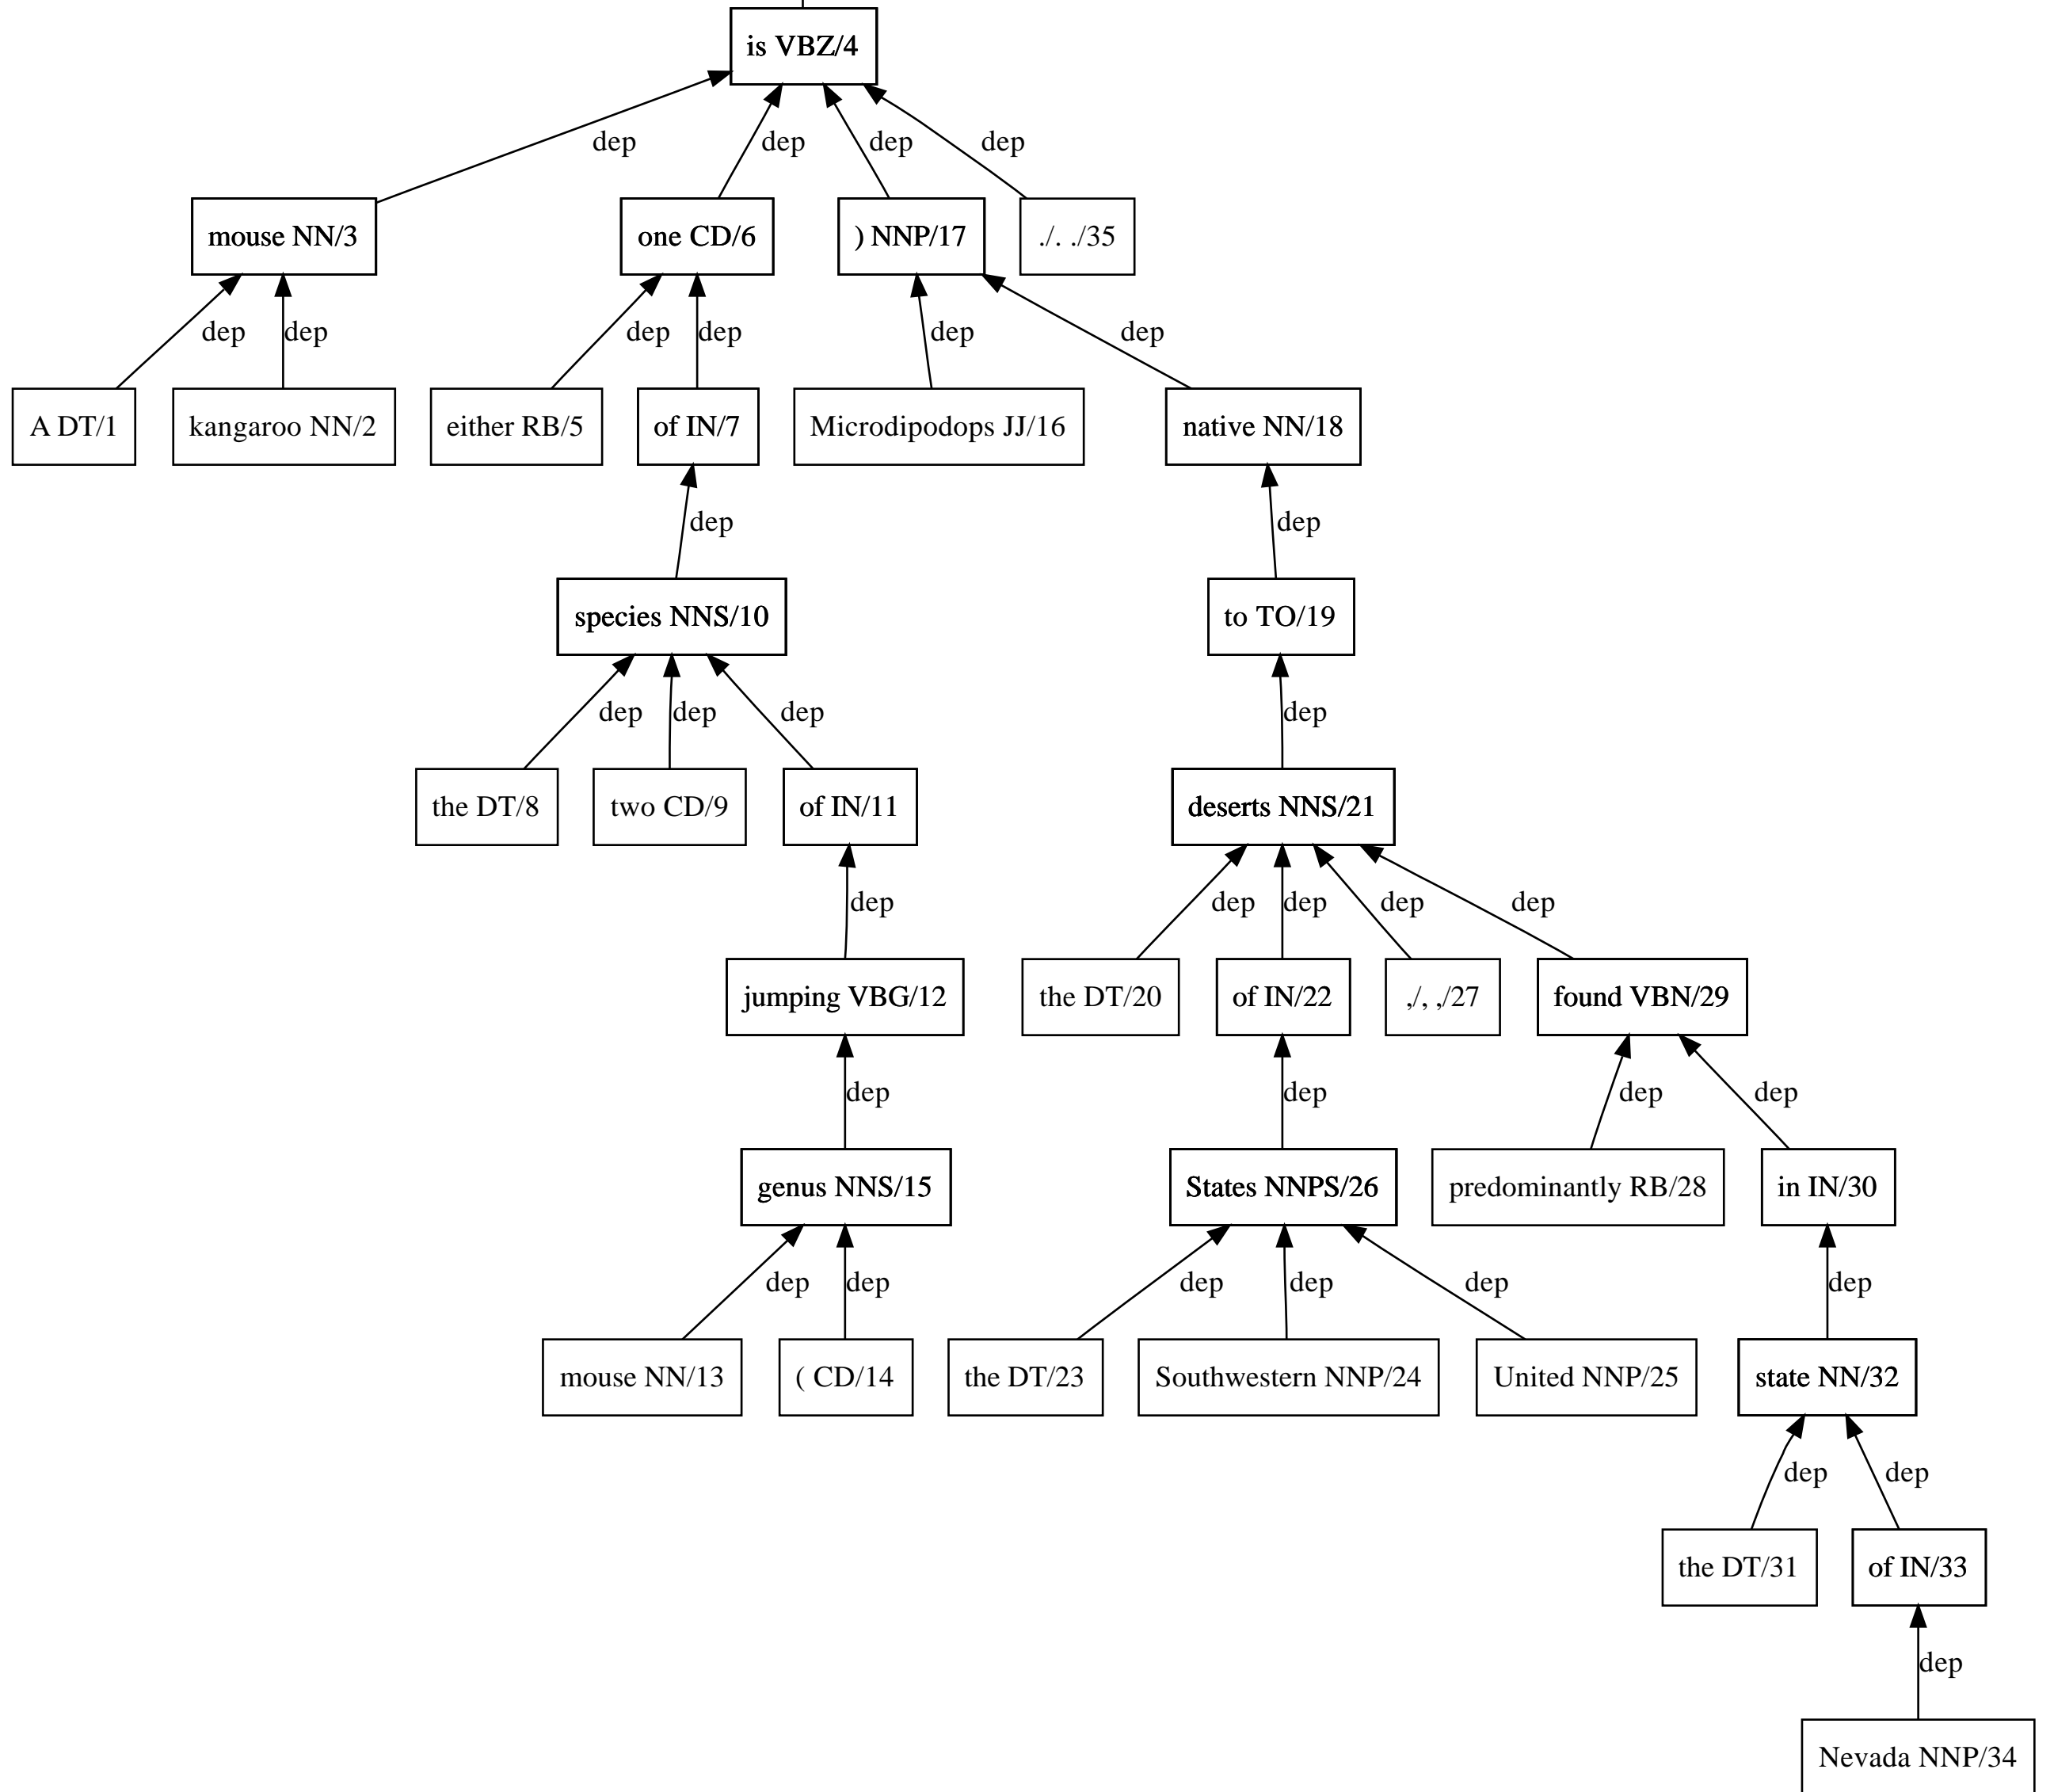 is VBZ/4
dep dep dep dep
mouse NN/3 one CD/6 ) NNP/17 ./. ./35
dep dep dep dep dep dep
A DT/1 kangaroo NN/2 either RB/5 of IN/7 Microdipodops JJ/16 native NN/18
dep dep
species NNS/10 to TO/19
dep dep dep dep
the DT/8 two CD/9 of IN/11 deserts NNS/21
dep dep dep dep dep
jumping VBG/12 the DT/20 of IN/22 ,/, ,/27 found VBN/29
dep dep dep dep
genus NNS/15 States NNPS/26 predominantly RB/28 in IN/30
dep dep dep dep dep dep
mouse NN/13 ( CD/14 the DT/23 Southwestern NNP/24 United NNP/25 state NN/32
dep dep
the DT/31 of IN/33
dep
Nevada NNP/34